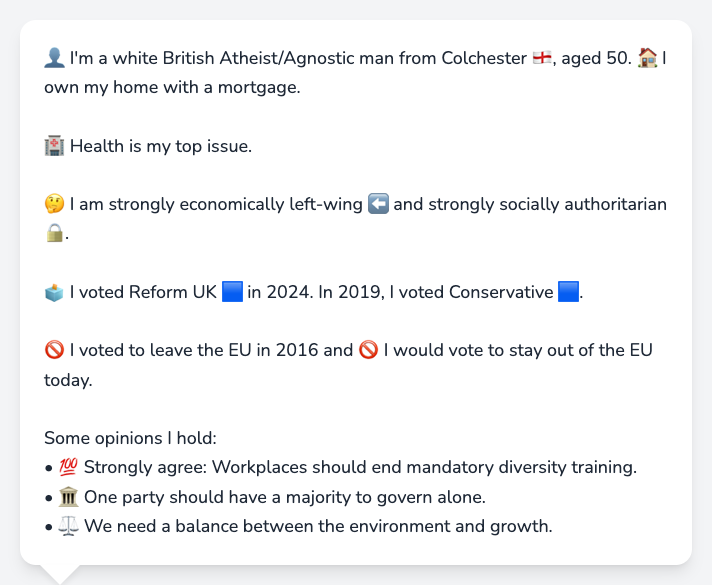 👤 I'm a white British Atheist/Agnostic man from Colchester 🏴󠁧󠁢󠁥󠁮󠁧󠁿, aged 50. 🏠 I
own my home with a mortgage.
🏥 Health is my top issue.
🤔 I am strongly economically left-wing ⬅️ and strongly socially authoritarian
🔒.
🗳️ I voted Reform UK 🟦 in 2024. In 2019, I voted Conservative 🟦.
🚫 I voted to leave the EU in 2016 and 🚫 I would vote to stay out of the EU
today.
Some opinions I hold:
• 💯 Strongly agree: Workplaces should end mandatory diversity training.
• 🏛️ One party should have a majority to govern alone.
• ⚖️ We need a balance between the environment and growth.